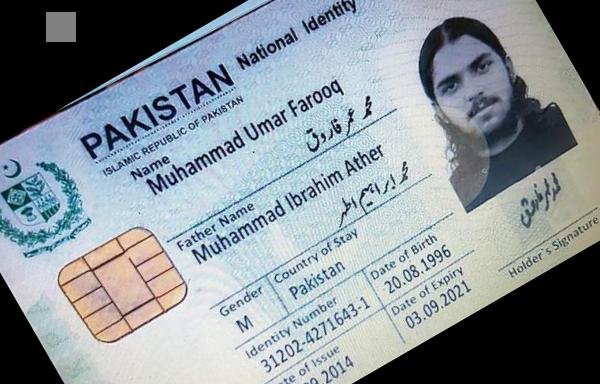 PAKISTAN National Identity
ISLAMIC REPUBLIC OF PAKISTAN
Name
Muhammad Umar Farooq
محمد عمر فاروق
Father Name
Muhammad Ibrahim Ather
محمد ابراہیم اطہر
Gender Country of Stay
M Pakistan
Identity Number Date of Birth
31202-4271643-1 20.08.1996
of Issue Date of Expiry
2014 03.09.2021
Holder's Signature